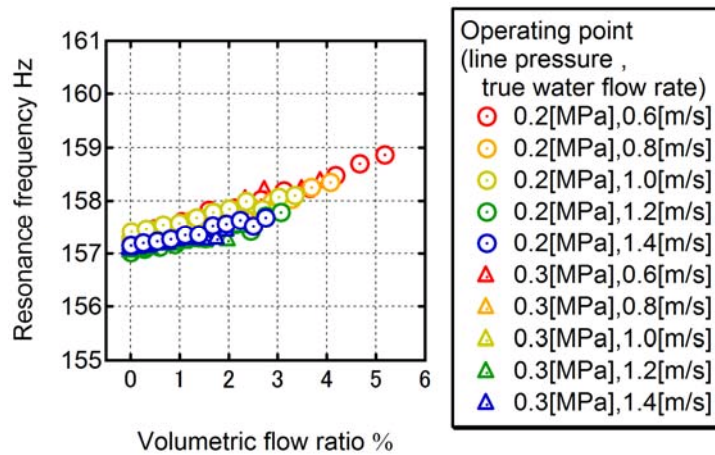 Resonance frequency Hz
161
160
159
158
157
156
155
0 1 2 3 4 5 6
Volumetric flow ratio %
Operating point
(line pressure ,
true water flow rate)
0.2[MPa],0.6[m/s]
0.2[MPa],0.8[m/s]
0.2[MPa],1.0[m/s]
0.2[MPa],1.2[m/s]
0.2[MPa],1.4[m/s]
0.3[MPa],0.6[m/s]
0.3[MPa],0.8[m/s]
0.3[MPa],1.0[m/s]
0.3[MPa],1.2[m/s]
0.3[MPa],1.4[m/s]